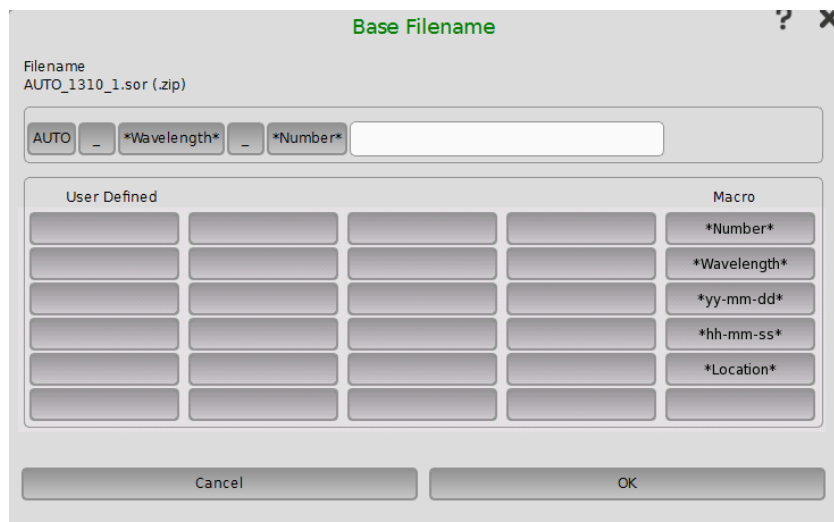 Base Filename ?
Filename
AUTO_1310_1.sor (.zip)
AUTO _ *Wavelength* _ *Number*
User Defined Macro
*Number*
*Wavelength*
*yy-mm-dd*
*hh-mm-ss*
*Location*
Cancel OK